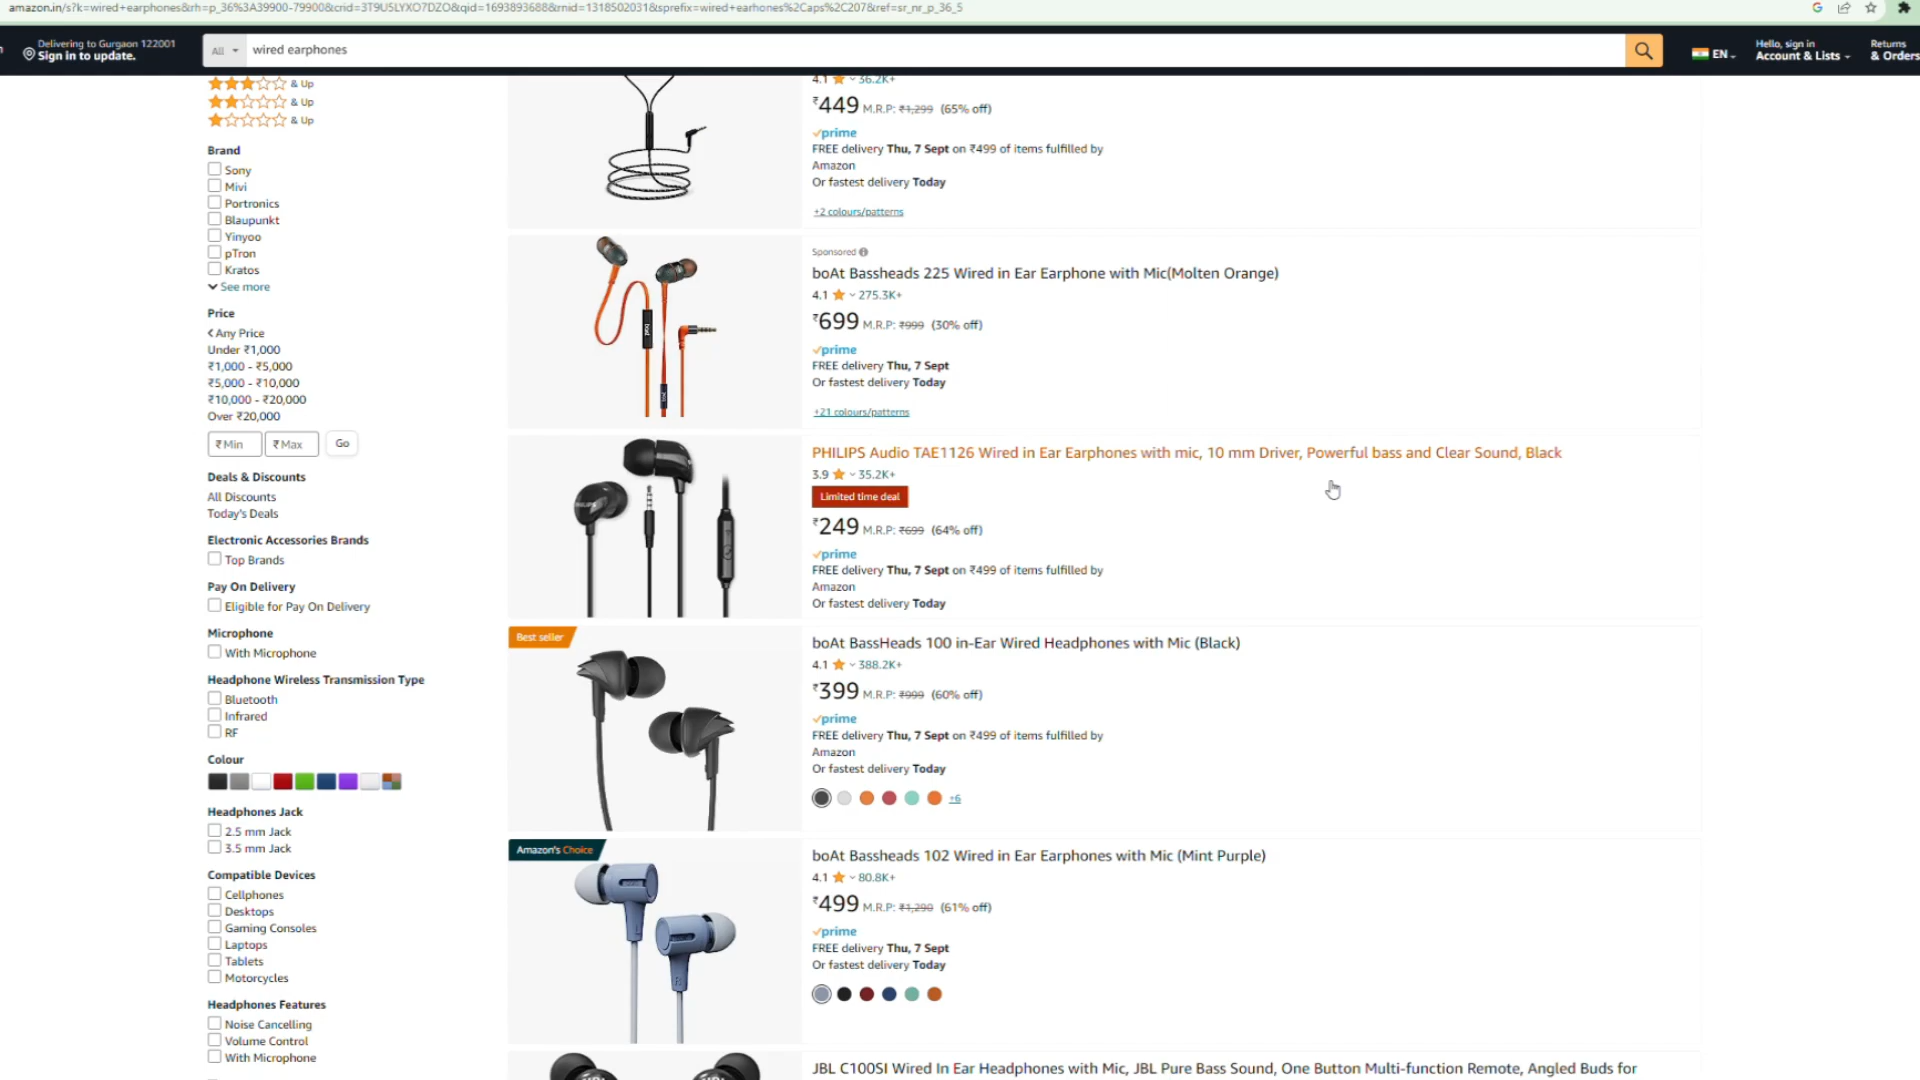 amazon.in/s?k=wired+earphones&rh=p_36%3A39900-79900&crid=3T9U5LYXO7DZO&qid=1693893688&rnid=1318502031&sprefix=wired+earhones%2Caps%2C207&ref=sr_nr_p_36_5
Delivering to Gurgaon 122001
Sign in to update.
All
wired earphones
EN
Hello, sign in
Account & Lists
Returns
& Orders
& Up
& Up
& Up
Brand
Sony
Mivi
Portronics
Blaupunkt
Yinyoo
pTron
Kratos
See more
Price
Any Price
Under ₹1,000
₹1,000 - ₹5,000
₹5,000 - ₹10,000
₹10,000 - ₹20,000
Over ₹20,000
₹ Min
₹ Max
Go
Deals & Discounts
All Discounts
Today's Deals
Electronic Accessories Brands
Top Brands
Pay On Delivery
Eligible for Pay On Delivery
Microphone
With Microphone
Headphone Wireless Transmission Type
Bluetooth
Infrared
RF
Colour
Headphones Jack
2.5 mm Jack
3.5 mm Jack
Compatible Devices
Cellphones
Desktops
Gaming Consoles
Laptops
Tablets
Motorcycles
Headphones Features
Noise Cancelling
Volume Control
With Microphone
4.1 36.2K+
₹449 M.R.P: ₹1,299 (65% off)
prime
FREE delivery Thu, 7 Sept on ₹499 of items fulfilled by
Amazon
Or fastest delivery Today
+2 colours/patterns
Sponsored
boAt Bassheads 225 Wired in Ear Earphone with Mic(Molten Orange)
4.1 275.3K+
₹699 M.R.P: ₹999 (30% off)
prime
FREE delivery Thu, 7 Sept
Or fastest delivery Today
+21 colours/patterns
PHILIPS Audio TAE1126 Wired in Ear Earphones with mic, 10 mm Driver, Powerful bass and Clear Sound, Black
3.9 35.2K+
Limited time deal
₹249 M.R.P: ₹699 (64% off)
prime
FREE delivery Thu, 7 Sept on ₹499 of items fulfilled by
Amazon
Or fastest delivery Today
Best seller
boAt BassHeads 100 in-Ear Wired Headphones with Mic (Black)
4.1 388.2K+
₹399 M.R.P: ₹999 (60% off)
prime
FREE delivery Thu, 7 Sept on ₹499 of items fulfilled by
Amazon
Or fastest delivery Today
+6
Amazon's Choice
boAt Bassheads 102 Wired in Ear Earphones with Mic (Mint Purple)
4.1 80.8K+
₹499 M.R.P: ₹1,290 (61% off)
prime
FREE delivery Thu, 7 Sept
Or fastest delivery Today
JBL C100SI Wired In Ear Headphones with Mic, JBL Pure Bass Sound, One Button Multi-function Remote, Angled Buds for